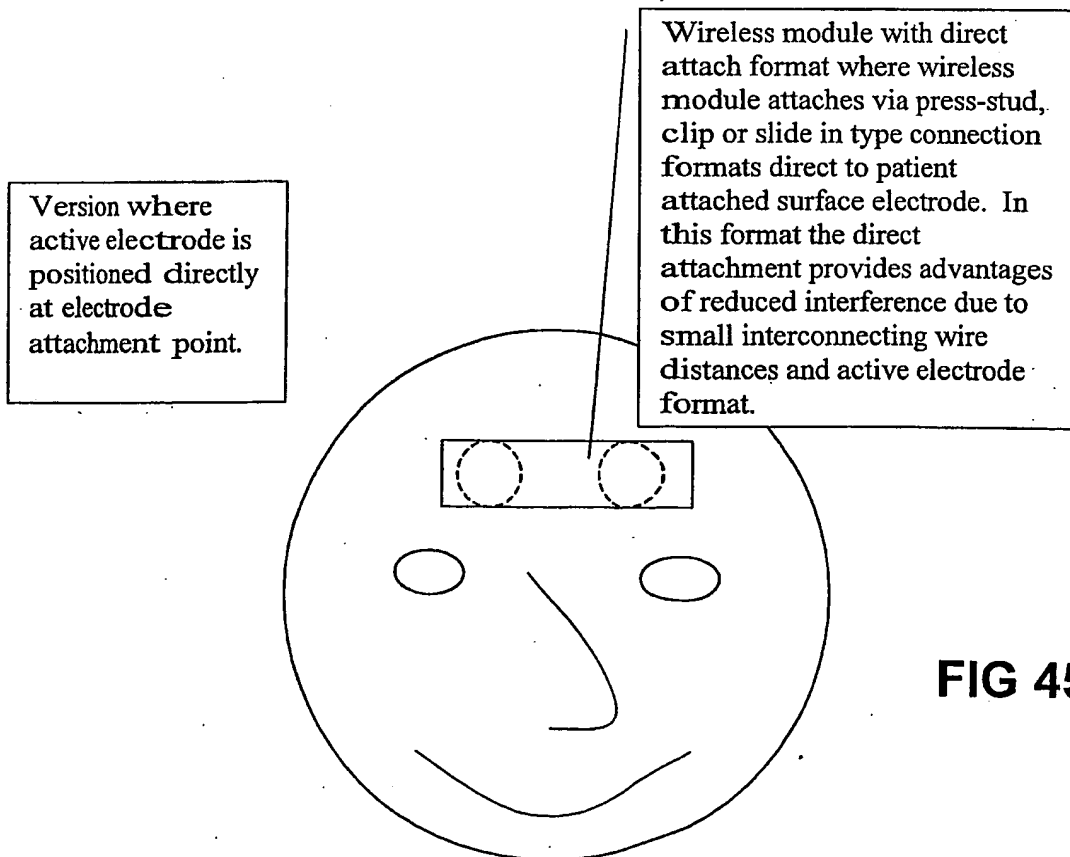 Wireless module with direct
attach format where wireless
module attaches via press-stud,
clip or slide in type connection
formats direct to patient
attached surface electrode. In
this format the direct
attachment provides advantages
of reduced interference due to
small interconnecting wire
distances and active electrode
format.
Version where
active electrode is
positioned directly
at electrode
attachment point.
FIG 45